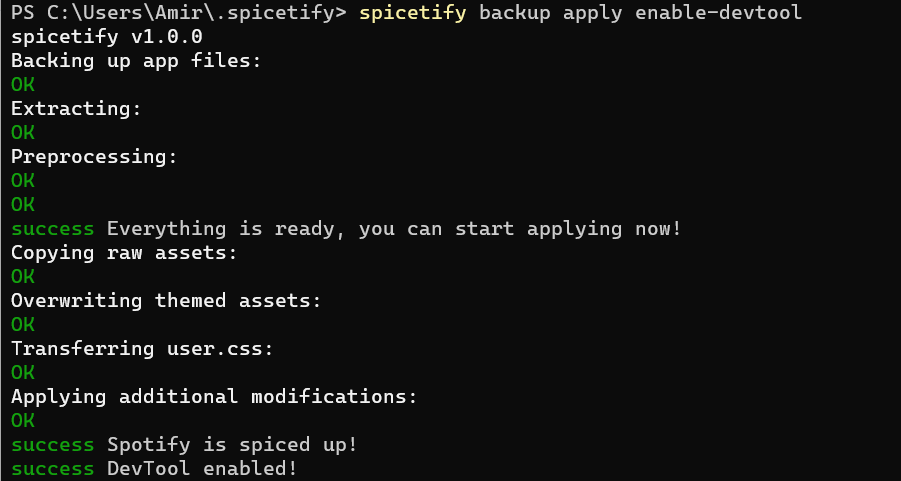 PS C:\Users\Amir\.spicetify> spicetify backup apply enable-devtool
spicetify v1.0.0
Backing up app files:
OK
Extracting:
OK
Preprocessing:
OK
OK
success Everything is ready, you can start applying now!
Copying raw assets:
OK
Overwriting themed assets:
OK
Transferring user.css:
OK
Applying additional modifications:
OK
success Spotify is spiced up!
success DevTool enabled!